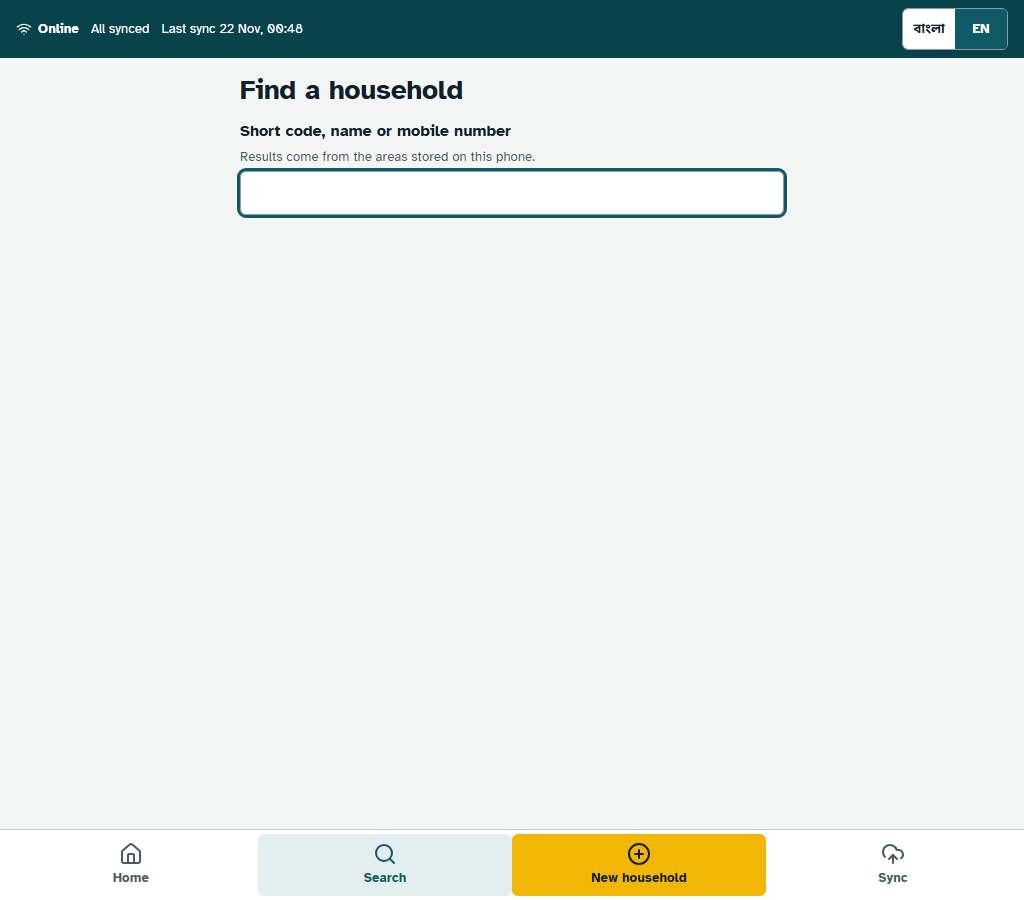 Online All synced Last sync 22 Nov, 00:48 বাংলা EN
Find a household
Short code, name or mobile number
Results come from the areas stored on this phone.
Home Search New household Sync